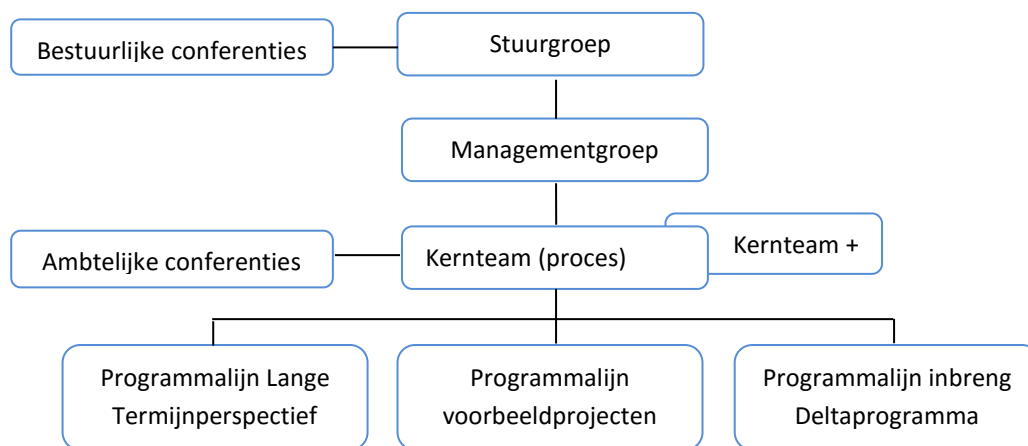 Bestuurlijke conferenties
Stuurgroep
Managementgroep
Ambtelijke conferenties
Kernteam (proces)
Kernteam +
Programmalijn Lange
Termijnperspectief
Programmalijn
voorbeeldprojecten
Programmalijn inbreng
Deltaprogramma